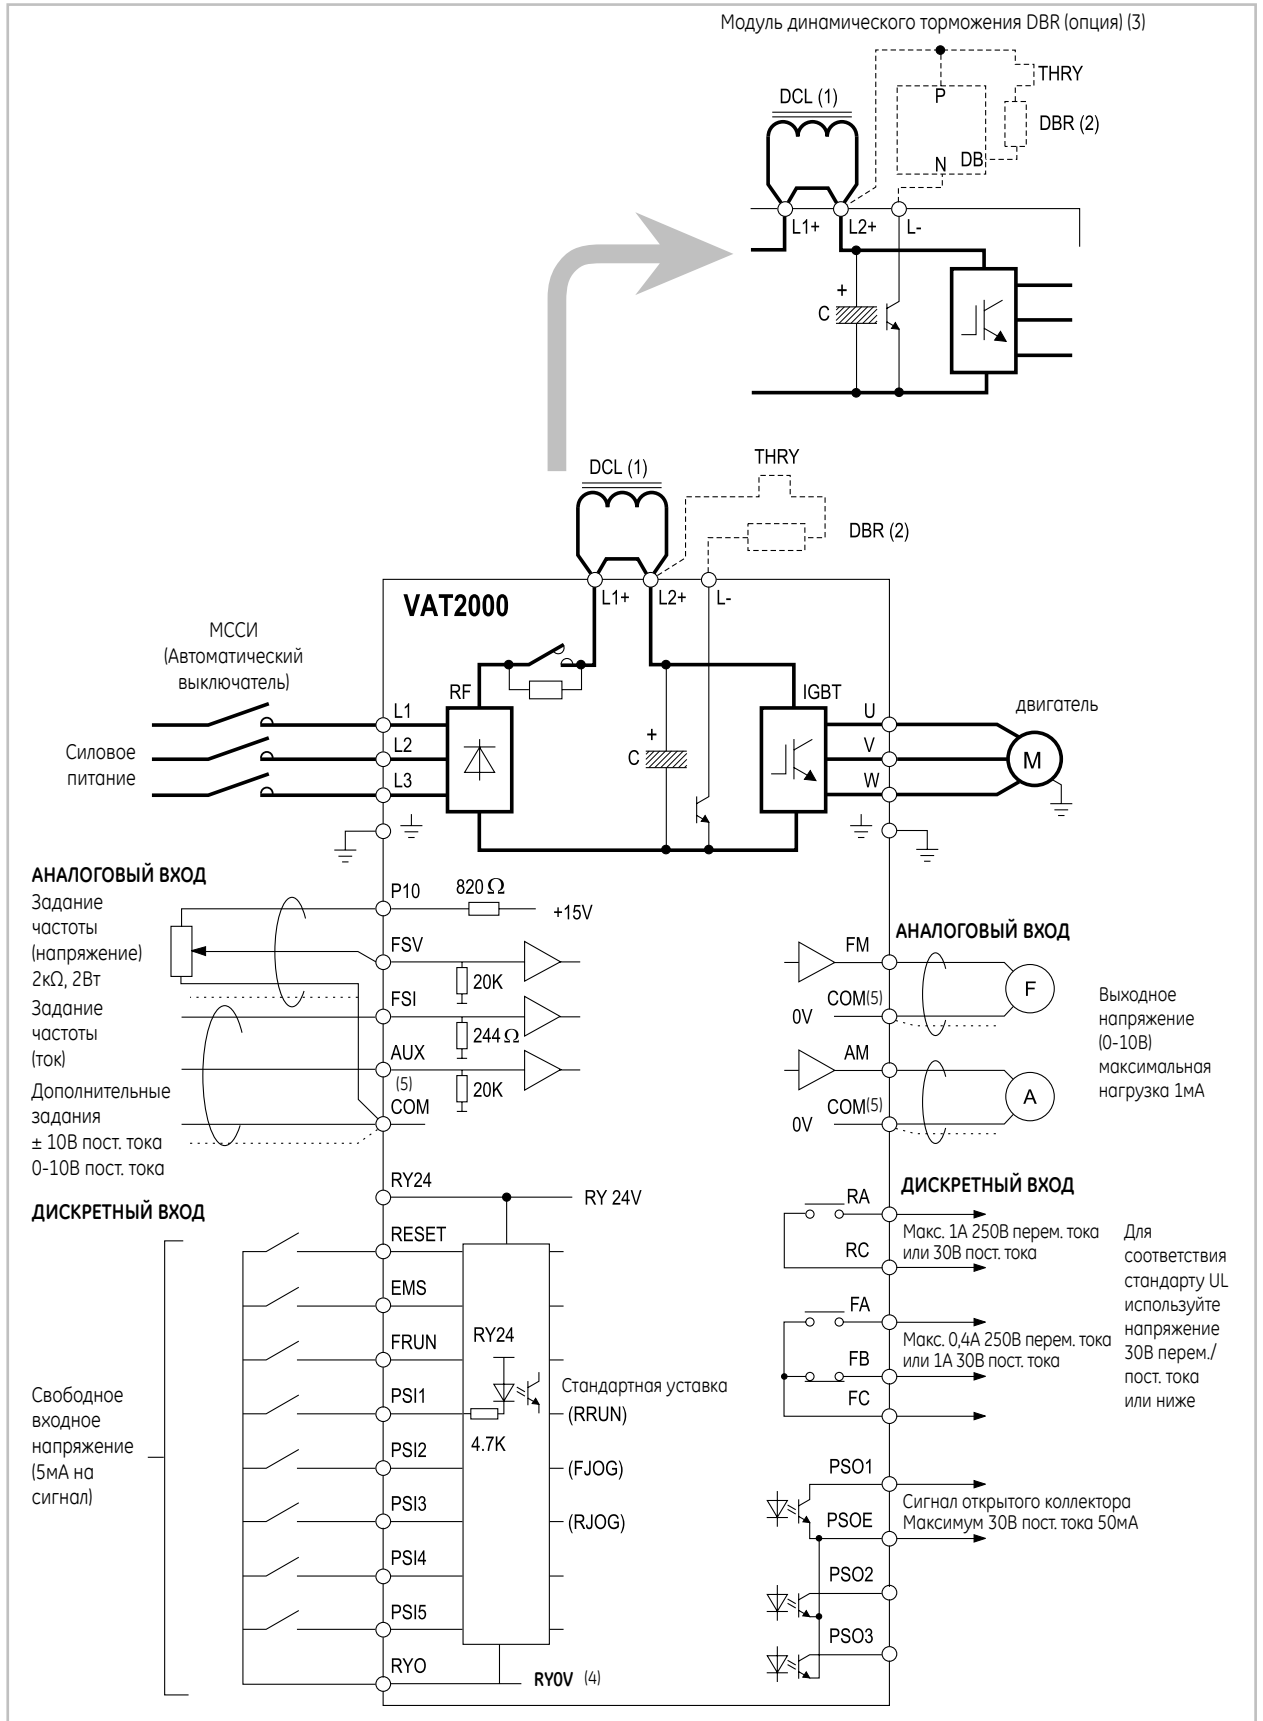 Модуль динамического торможения DBR (опция) (3)
THRY
DCL (1)
P
DBR (2)
N
DB
L1+
L2+
L-
+
C
THRY
DCL (1)
DBR (2)
L1+
L2+
L-
VAT2000
МССИ
(Автоматический
выключатель)
RF
IGBT
L1
U
двигатель
Силовое
питание
L2
V
M
+
C
L3
W
АНАЛОГОВЫЙ ВХОД
Задание
частоты
(напряжение)
2кΩ, 2Вт
Задание
частоты
(ток)
Дополнительные
задания
± 10В пост. тока
0-10В пост. тока
P10
820 Ω
+15V
FSV
20K
FSI
244 Ω
AUX
(5)
20K
COM
АНАЛОГОВЫЙ ВХОД
FM
F
COM(5)
0V
AM
A
COM(5)
0V
Выходное
напряжение
(0-10В)
максимальная
нагрузка 1мА
ДИСКРЕТНЫЙ ВХОД
RY24
RY 24V
RESET
EMS
FRUN
RY24
PSI1
Стандартная уставка
(RRUN)
4.7K
PSI2
(FJOG)
PSI3
(RJOG)
PSI4
PSI5
RYO
RY0V (4)
Свободное
входное
напряжение
(5мА на
сигнал)
ДИСКРЕТНЫЙ ВХОД
RA
Макс. 1А 250В перем. тока
или 30В пост. тока
RC
FA
Макс. 0,4А 250В перем. тока
или 1А 30В пост. тока
FB
FC
Для
соответствия
стандарту UL
используйте
напряжение
30В перем./
пост. тока
или ниже
PSO1
Сигнал открытого коллектора
Максимум 30В пост. тока 50мА
PSOE
PSO2
PSO3